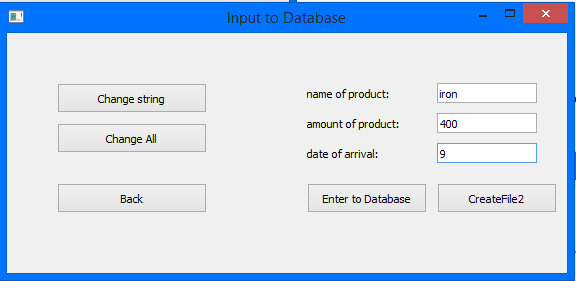 Input to Database
Change string
Change All
Back
name of product: iron
amount of product: 400
date of arrival: 9
Enter to Database CreateFile2